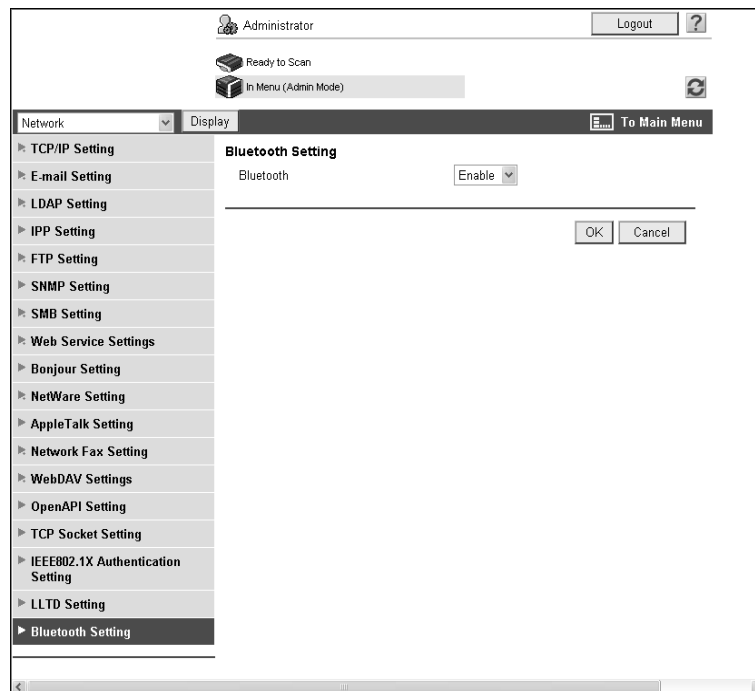 Administrator
Logout
?
Ready to Scan
In Menu (Admin Mode)
Network
Display
To Main Menu
TCP/IP Setting
E-mail Setting
LDAP Setting
IPP Setting
FTP Setting
SNMP Setting
SMB Setting
Web Service Settings
Bonjour Setting
NetWare Setting
AppleTalk Setting
Network Fax Setting
WebDAV Settings
OpenAPI Setting
TCP Socket Setting
IEEE802.1X Authentication
Setting
LLTD Setting
Bluetooth Setting
Bluetooth Setting
Bluetooth
Enable
OK
Cancel